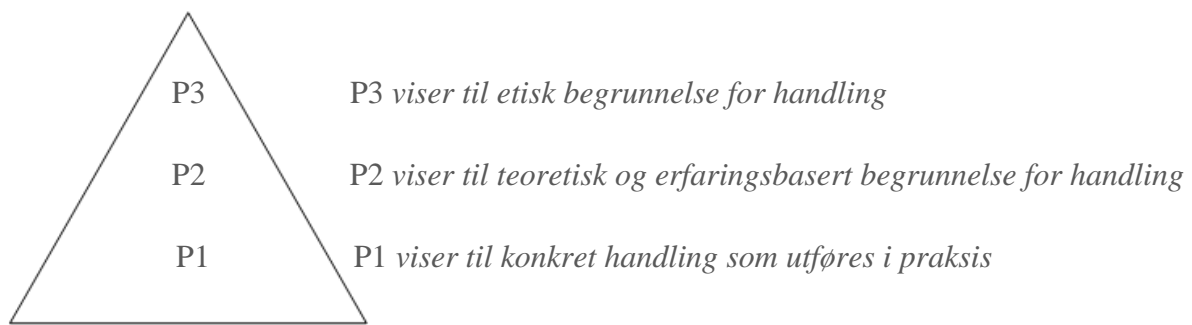 P3 P3 viser til etisk begrunnelse for handling
P2 P2 viser til teoretisk og erfaringsbasert begrunnelse for handling
P1 P1 viser til konkret handling som utføres i praksis